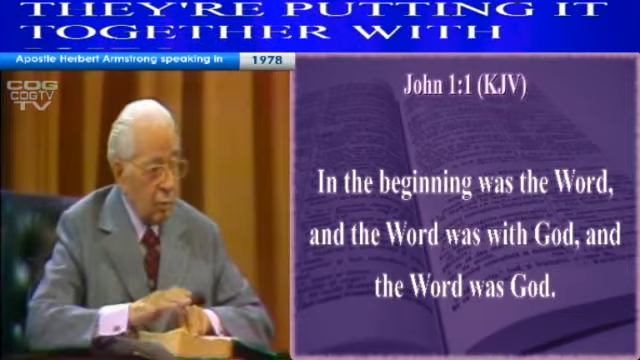 THEY'RE PUTTING IT
TOGETHER WITH
Apostle Herbert Armstrong speaking in 1978
COG
COGTV
TV
John 1:1 (KJV)
In the beginning was the Word,
and the Word was with God, and
the Word was God.